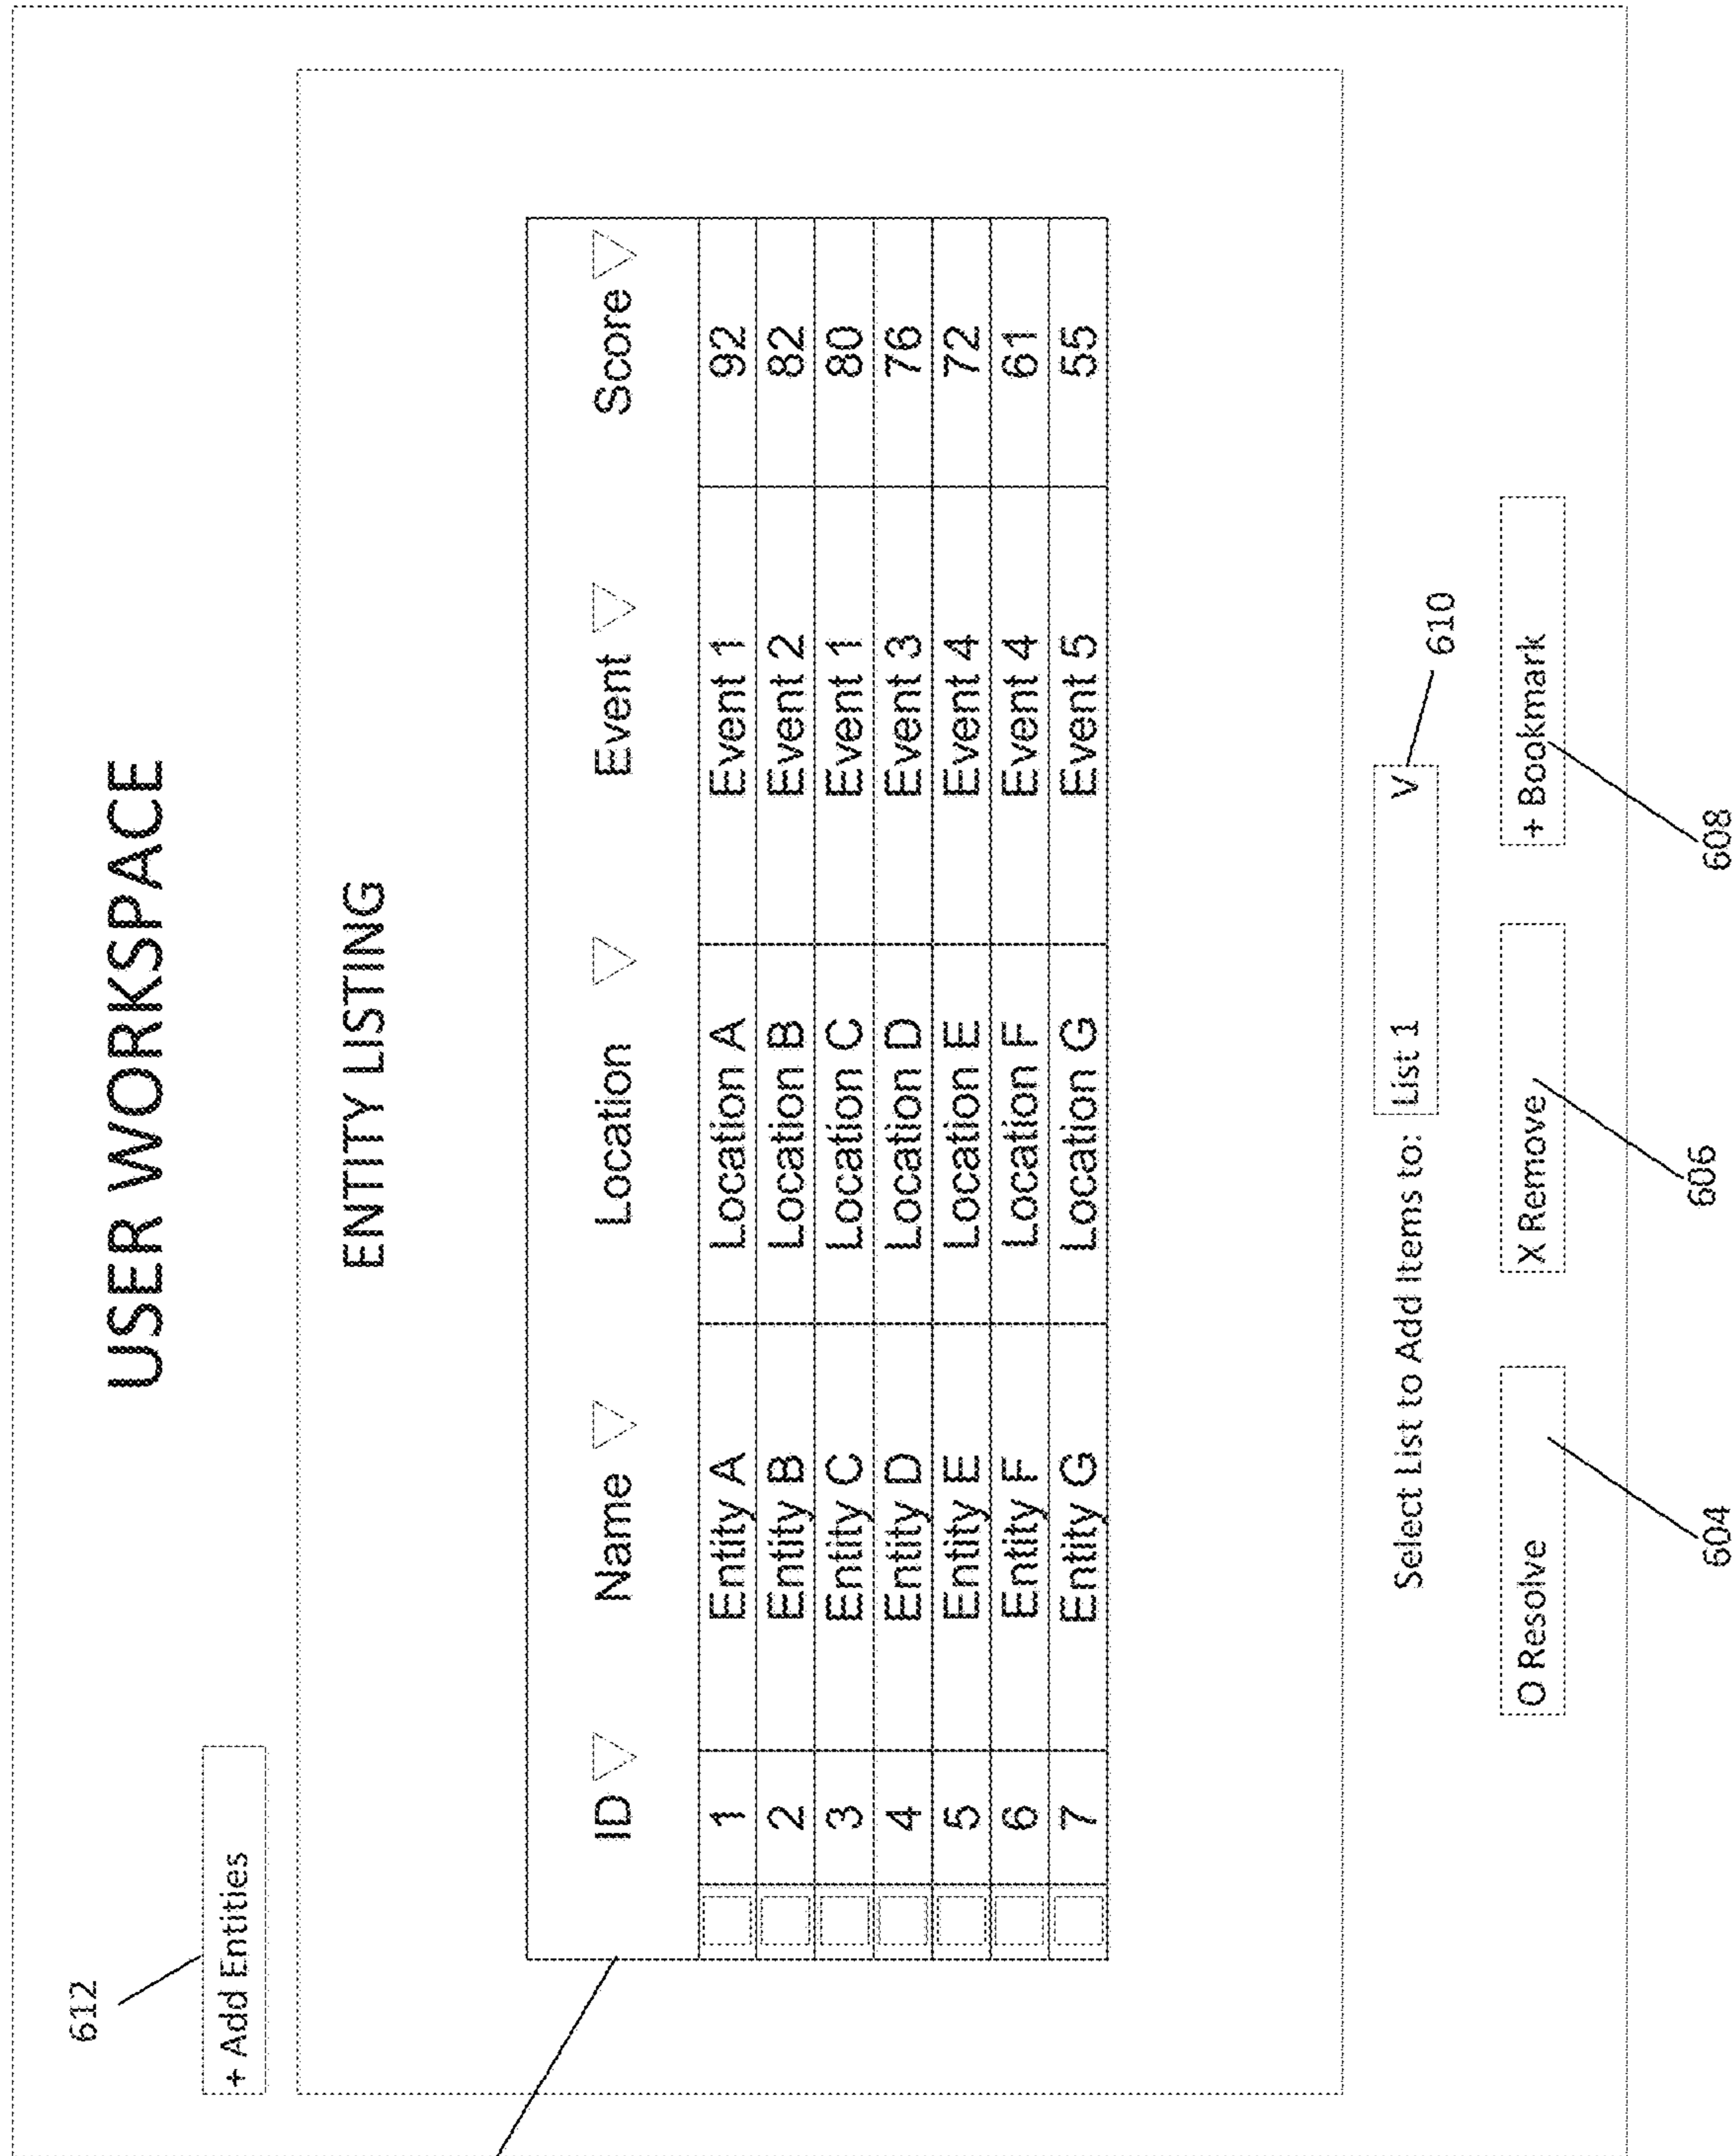 USER WORKSPACE
612
+ Add Entities
ENTITY LISTING
ID Name Location Event Score
1 Entity A Location A Event 1 92
2 Entity B Location B Event 2 82
3 Entity C Location C Event 1 80
4 Entity D Location D Event 3 76
5 Entity E Location E Event 4 72
6 Entity F Location F Event 4 61
7 Entity G Location G Event 5 55
Select List to Add Items to: List 1 V 610
O Resolve X Remove + Bookmark
604 606 608